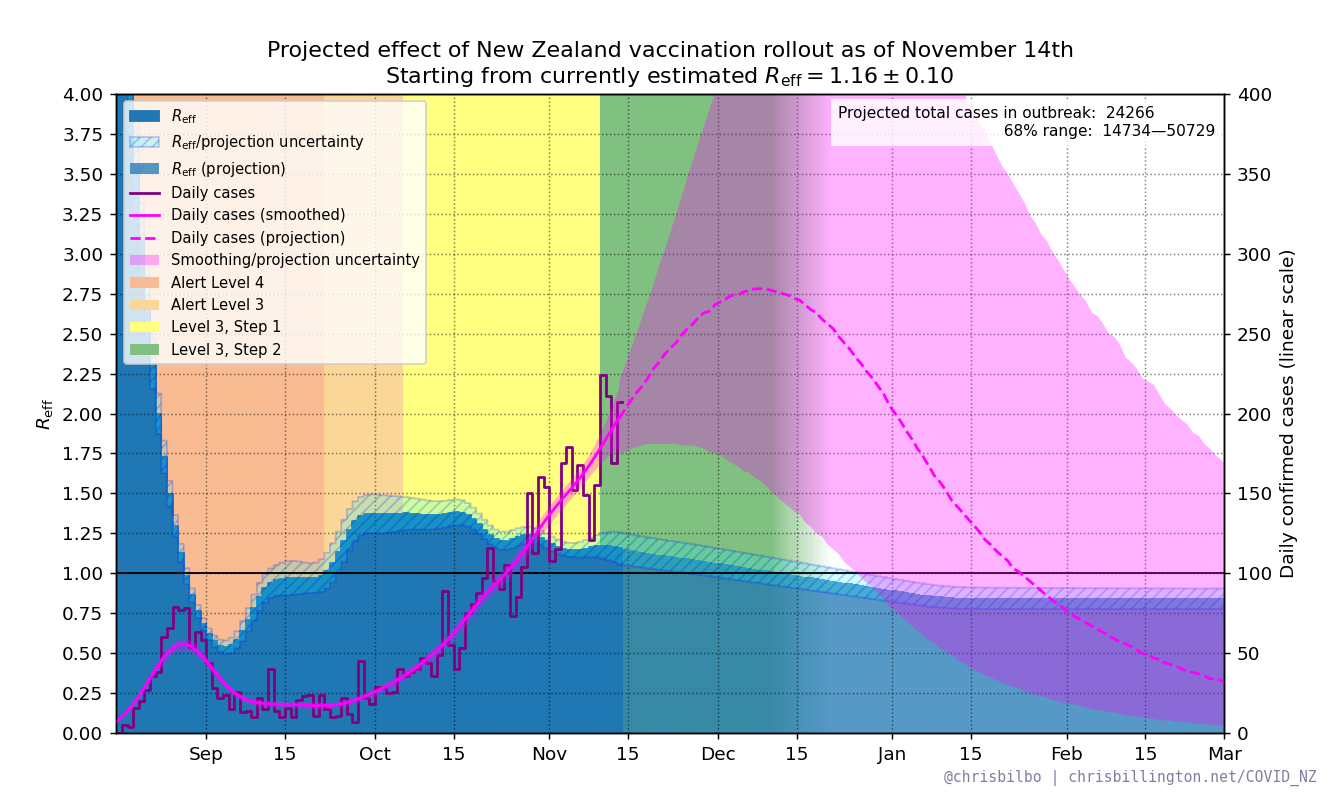 Projected effect of New Zealand vaccination rollout as of November 14th
Starting from currently estimated R_eff = 1.16 ± 0.10
4.00
3.75
3.50
3.25
3.00
2.75
2.50
2.25
2.00
1.75
1.50
1.25
1.00
0.75
0.50
0.25
0.00
R_eff
R_eff
R_eff/projection uncertainty
R_eff (projection)
Daily cases
Daily cases (smoothed)
Daily cases (projection)
Smoothing/projection uncertainty
Alert Level 4
Alert Level 3
Level 3, Step 1
Level 3, Step 2
Projected total cases in outbreak: 24266
68% range: 14734—50729
400
350
300
250
200
150
100
50
0
Daily confirmed cases (linear scale)
Sep 15 Oct 15 Nov 15 Dec 15 Jan 15 Feb 15 Mar
@chrisbilbo | chrisbillington.net/COVID_NZ